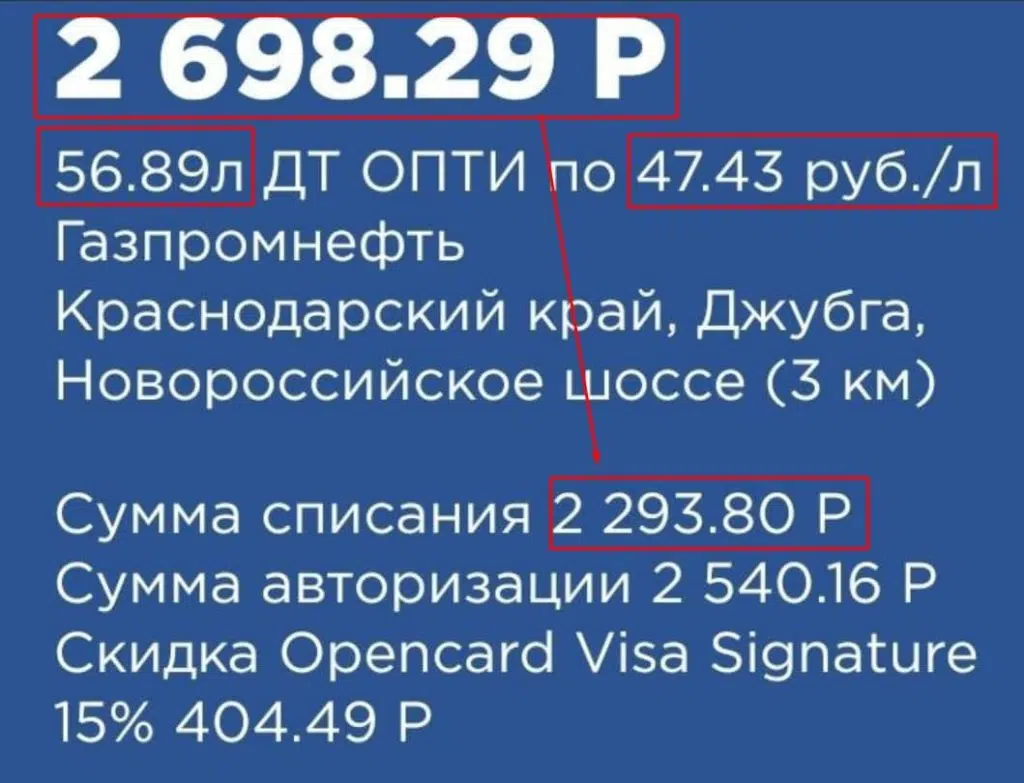 2 698.29 Р
56.89л ДТ ОПТИ по 47.43 руб./л
Газпромнефть
Краснодарский край, Джубга,
Новороссийское шоссе (3 км)
Сумма списания 2 293.80 Р
Сумма авторизации 2 540.16 Р
Скидка Opencard Visa Signature
15% 404.49 Р